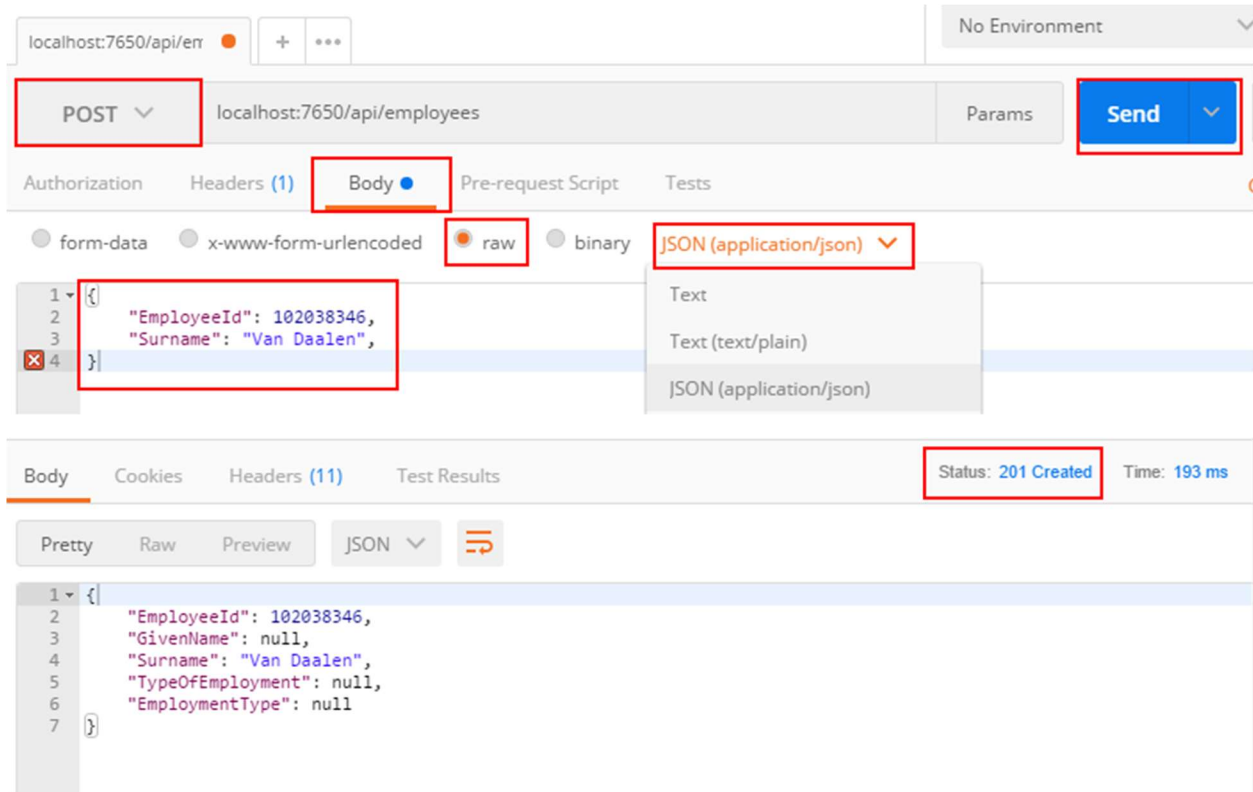 localhost:7650/api/em
No Environment
POST localhost:7650/api/employees Params Send
Authorization Headers (1) Body Pre-request Script Tests
form-data x-www-form-urlencoded raw binary JSON (application/json)
Text
Text (text/plain)
JSON (application/json)
1 {
2 "EmployeeId": 102038346,
3 "Surname": "Van Daalen",
4 }
Body Cookies Headers (11) Test Results Status: 201 Created Time: 193 ms
Pretty Raw Preview JSON
1 {
2 "EmployeeId": 102038346,
3 "GivenName": null,
4 "Surname": "Van Daalen",
5 "TypeOfEmployment": null,
6 "EmploymentType": null
7 }